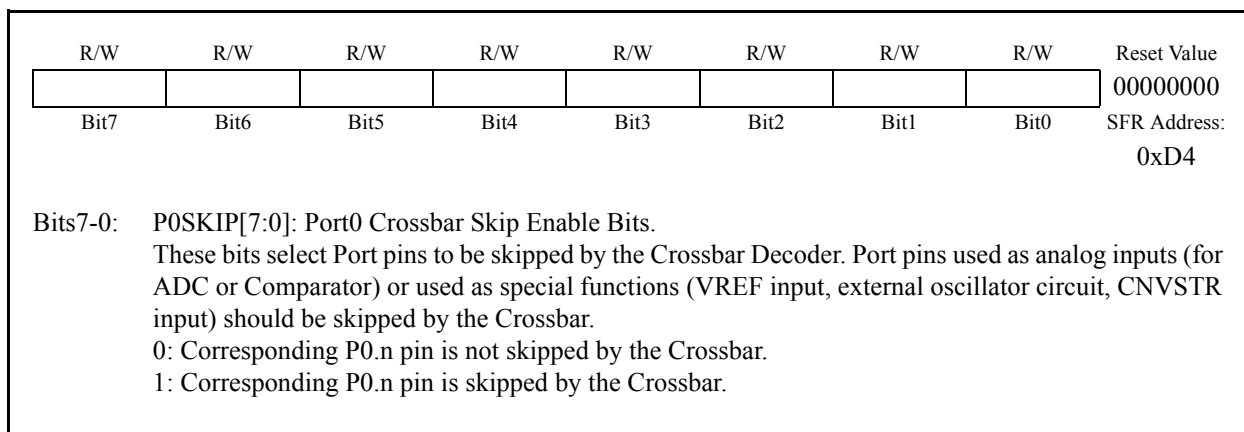 R/W R/W R/W R/W R/W R/W R/W R/W Reset Value
00000000
Bit7 Bit6 Bit5 Bit4 Bit3 Bit2 Bit1 Bit0 SFR Address:
0xD4
Bits7-0: P0SKIP[7:0]: Port0 Crossbar Skip Enable Bits.
These bits select Port pins to be skipped by the Crossbar Decoder. Port pins used as analog inputs (for
ADC or Comparator) or used as special functions (VREF input, external oscillator circuit, CNVSTR
input) should be skipped by the Crossbar.
0: Corresponding P0.n pin is not skipped by the Crossbar.
1: Corresponding P0.n pin is skipped by the Crossbar.